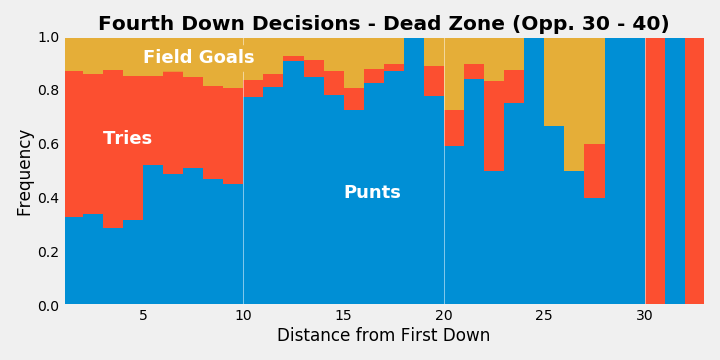 Fourth Down Decisions - Dead Zone (Opp. 30 - 40)
1.0
0.8
0.6
0.4
0.2
0.0
Frequency
Field Goals
Tries
Punts
5 10 15 20 25 30
Distance from First Down